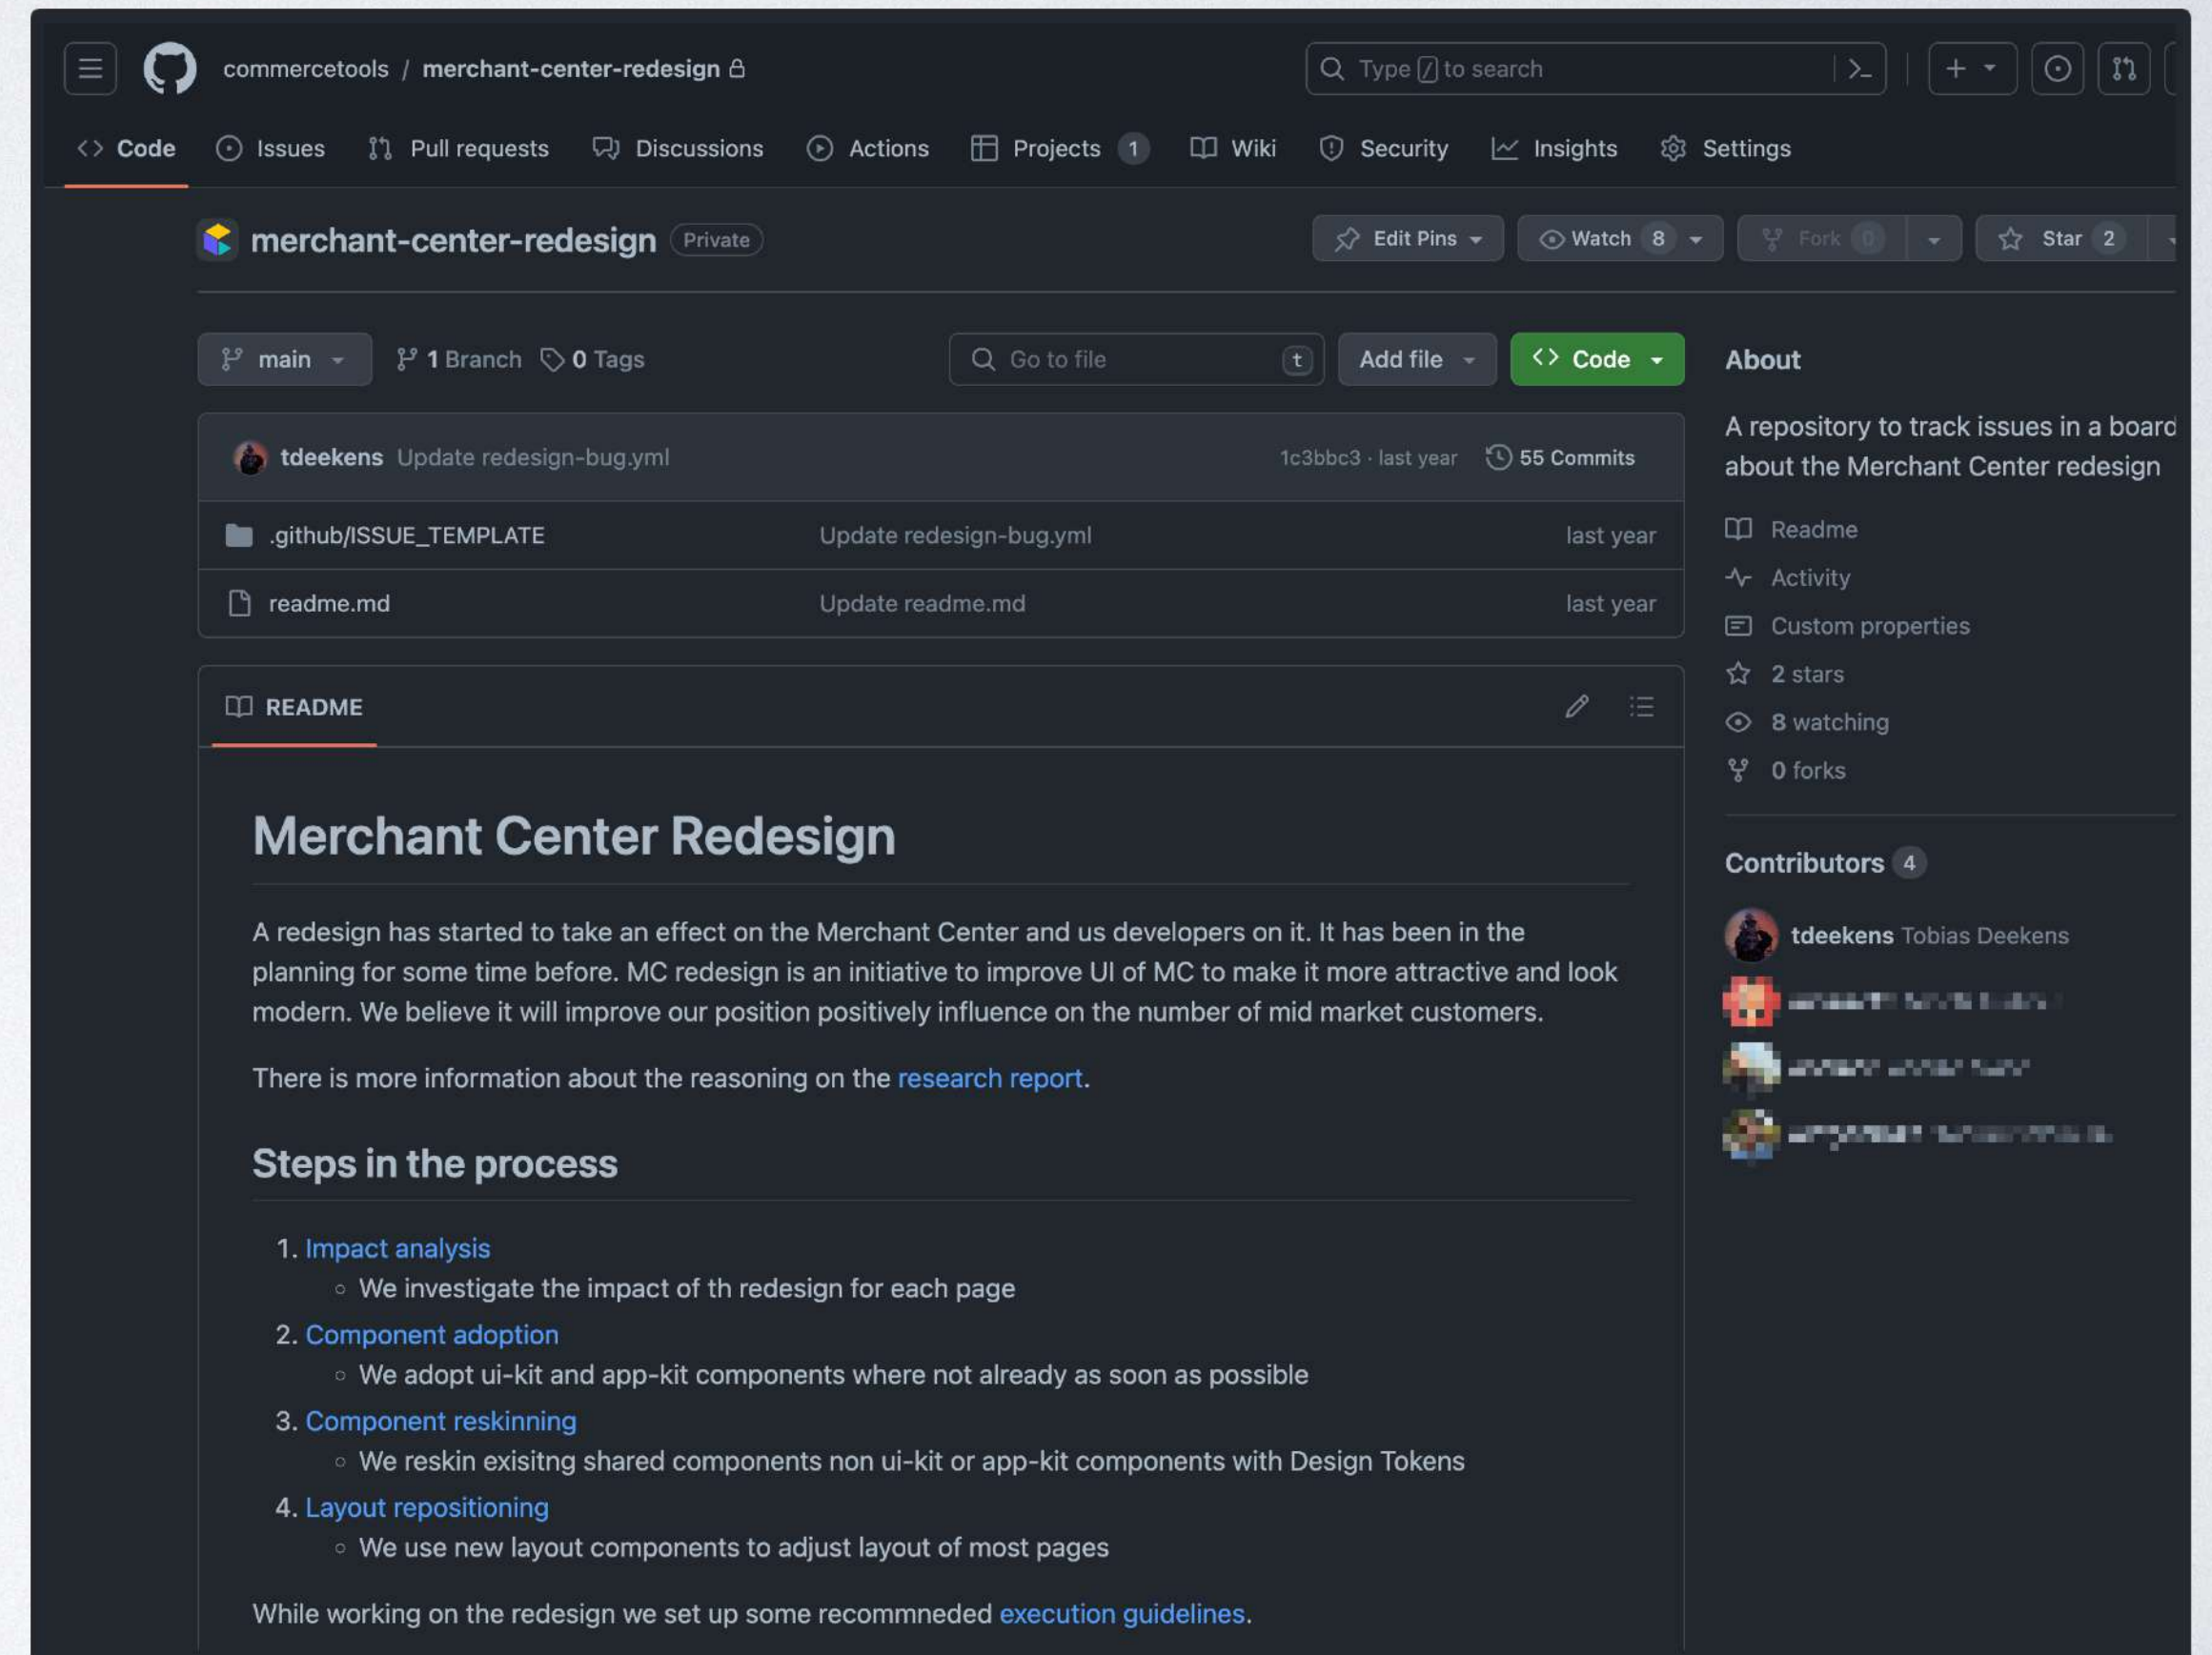 commercetools / merchant-center-redesign
Type / to search
Code Issues Pull requests Discussions Actions Projects 1 Wiki Security Insights Settings
merchant-center-redesign Private
Edit Pins Watch 8 Fork 0 Star 2
main 1 Branch 0 Tags
Go to file t Add file Code
tdeekens Update redesign-bug.yml 1c3bbc3 · last year 55 Commits
.github/ISSUE_TEMPLATE Update redesign-bug.yml last year
readme.md Update readme.md last year
README
Merchant Center Redesign
A redesign has started to take an effect on the Merchant Center and us developers on it. It has been in the
planning for some time before. MC redesign is an initiative to improve UI of MC to make it more attractive and look
modern. We believe it will improve our position positively influence on the number of mid market customers.
There is more information about the reasoning on the research report.
Steps in the process
1. Impact analysis
◦ We investigate the impact of th redesign for each page
2. Component adoption
◦ We adopt ui-kit and app-kit components where not already as soon as possible
3. Component reskinning
◦ We reskin exisitng shared components non ui-kit or app-kit components with Design Tokens
4. Layout repositioning
◦ We use new layout components to adjust layout of most pages
While working on the redesign we set up some recommneded execution guidelines.
About
A repository to track issues in a board
about the Merchant Center redesign
Readme
Activity
Custom properties
2 stars
8 watching
0 forks
Contributors 4
tdeekens Tobias Deekens